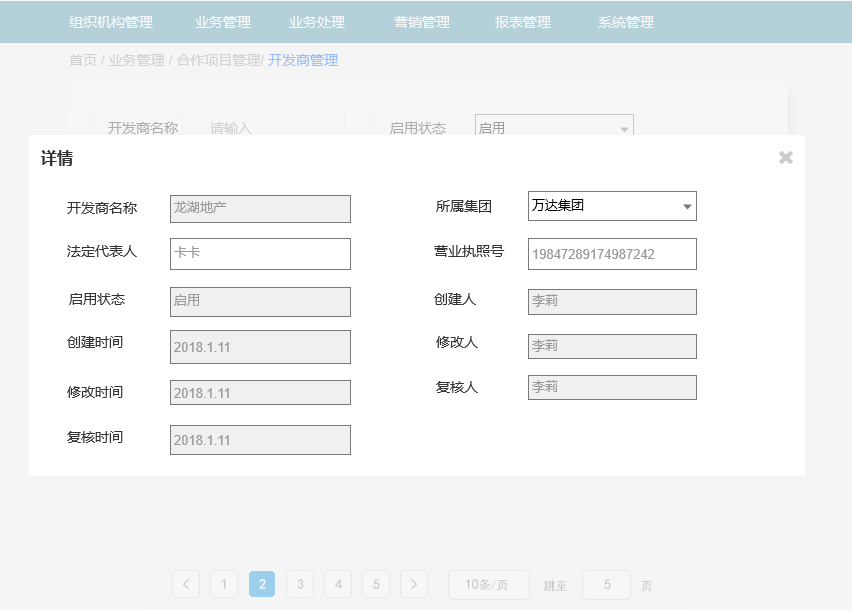 组织机构管理 业务管理 业务处理 营销管理 报表管理 系统管理
首页 / 业务管理 / 合作项目管理/ 开发商管理
开发商名称 请输入 启用状态 启用
详情
开发商名称 龙湖地产 所属集团 万达集团
法定代表人 卡卡 营业执照号 19847289174987242
启用状态 启用 创建人 李莉
创建时间 2018.1.11 修改人 李莉
修改时间 2018.1.11 复核人 李莉
复核时间 2018.1.11
1 2 3 4 5 10条/页 跳至 5 页